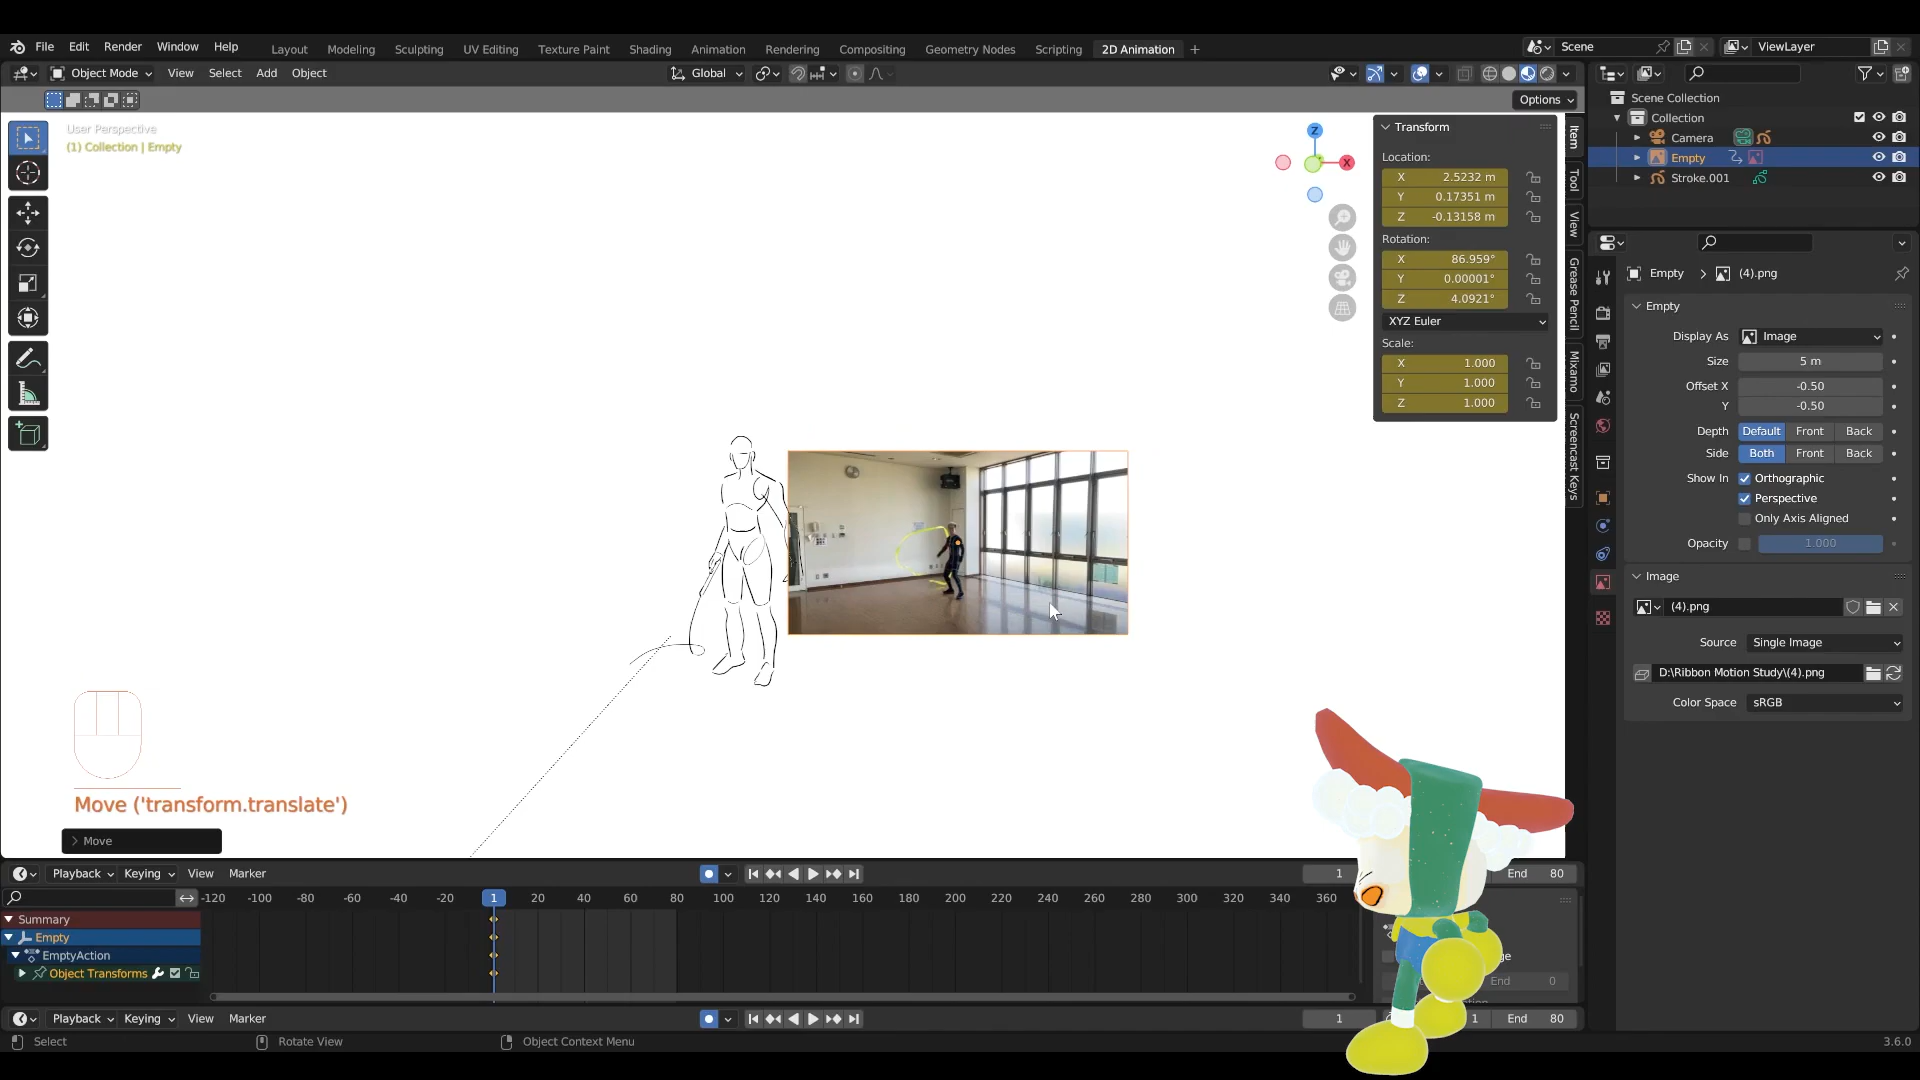 File Edit Render Window Help Layout Modeling Sculpting UV Editing Texture Paint Shading Animation Rendering Compositing Geometry Nodes Scripting 2D Animation + Scene ViewLayer
Object Mode View Select Add Object Global
Options
User Perspective
(1) Collection | Empty
Transform
Location:
X 2.5232 m
Y 0.17351 m
Z -0.13158 m
Rotation:
X 86.959°
Y 0.00001°
Z 4.0921°
XYZ Euler
Scale:
X 1.000
Y 1.000
Z 1.000
Z
X
Item
Tool
View
Grease Pencil
Mixamo
Screencast Keys
Scene Collection
Collection
Camera
Empty
Stroke.001
Empty > (4).png
Empty
Display As Image
Size 5 m
Offset X -0.50
Y -0.50
Depth Default Front Back
Side Both Front Back
Show In Orthographic
Perspective
Only Axis Aligned
Opacity 1.000
Image
(4).png
Source Single Image
D:\Ribbon Motion Study\(4).png
Color Space sRGB
Move ('transform.translate')
Move
Playback Keying View Marker 1 End 80
-120 -100 -80 -60 -40 -20 1 20 40 60 80 100 120 140 160 180 200 220 240 260 280 300 320 340 360
Summary
Empty
EmptyAction
Object Transforms
End 0
Playback Keying View Marker 1 1 End 80
Select Rotate View Object Context Menu 3.6.0